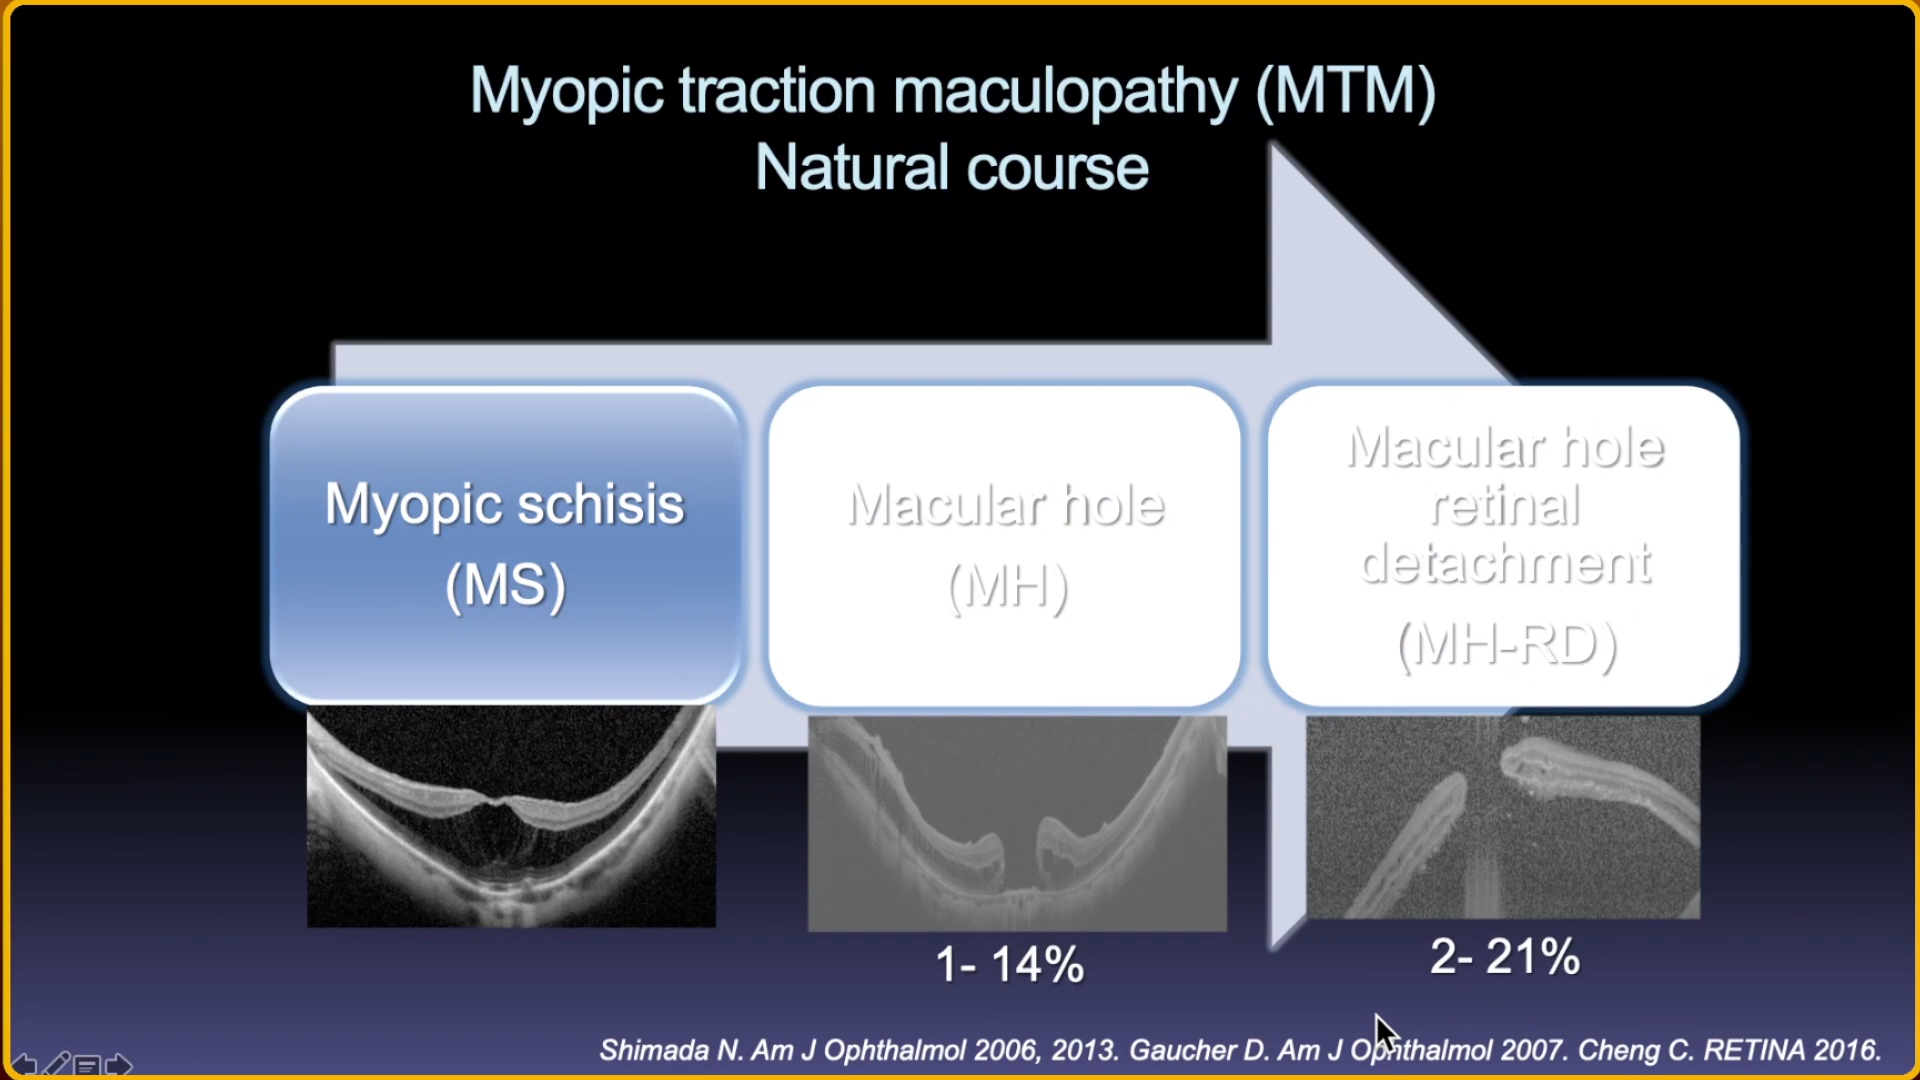 Myopic traction maculopathy (MTM)
Natural course
Myopic schisis
(MS)
Macular hole
(MH)
Macular hole
retinal
detachment
(MH-RD)
1- 14%
2- 21%
Shimada N. Am J Ophthalmol 2006, 2013. Gaucher D. Am J Ophthalmol 2007. Cheng C. RETINA 2016.